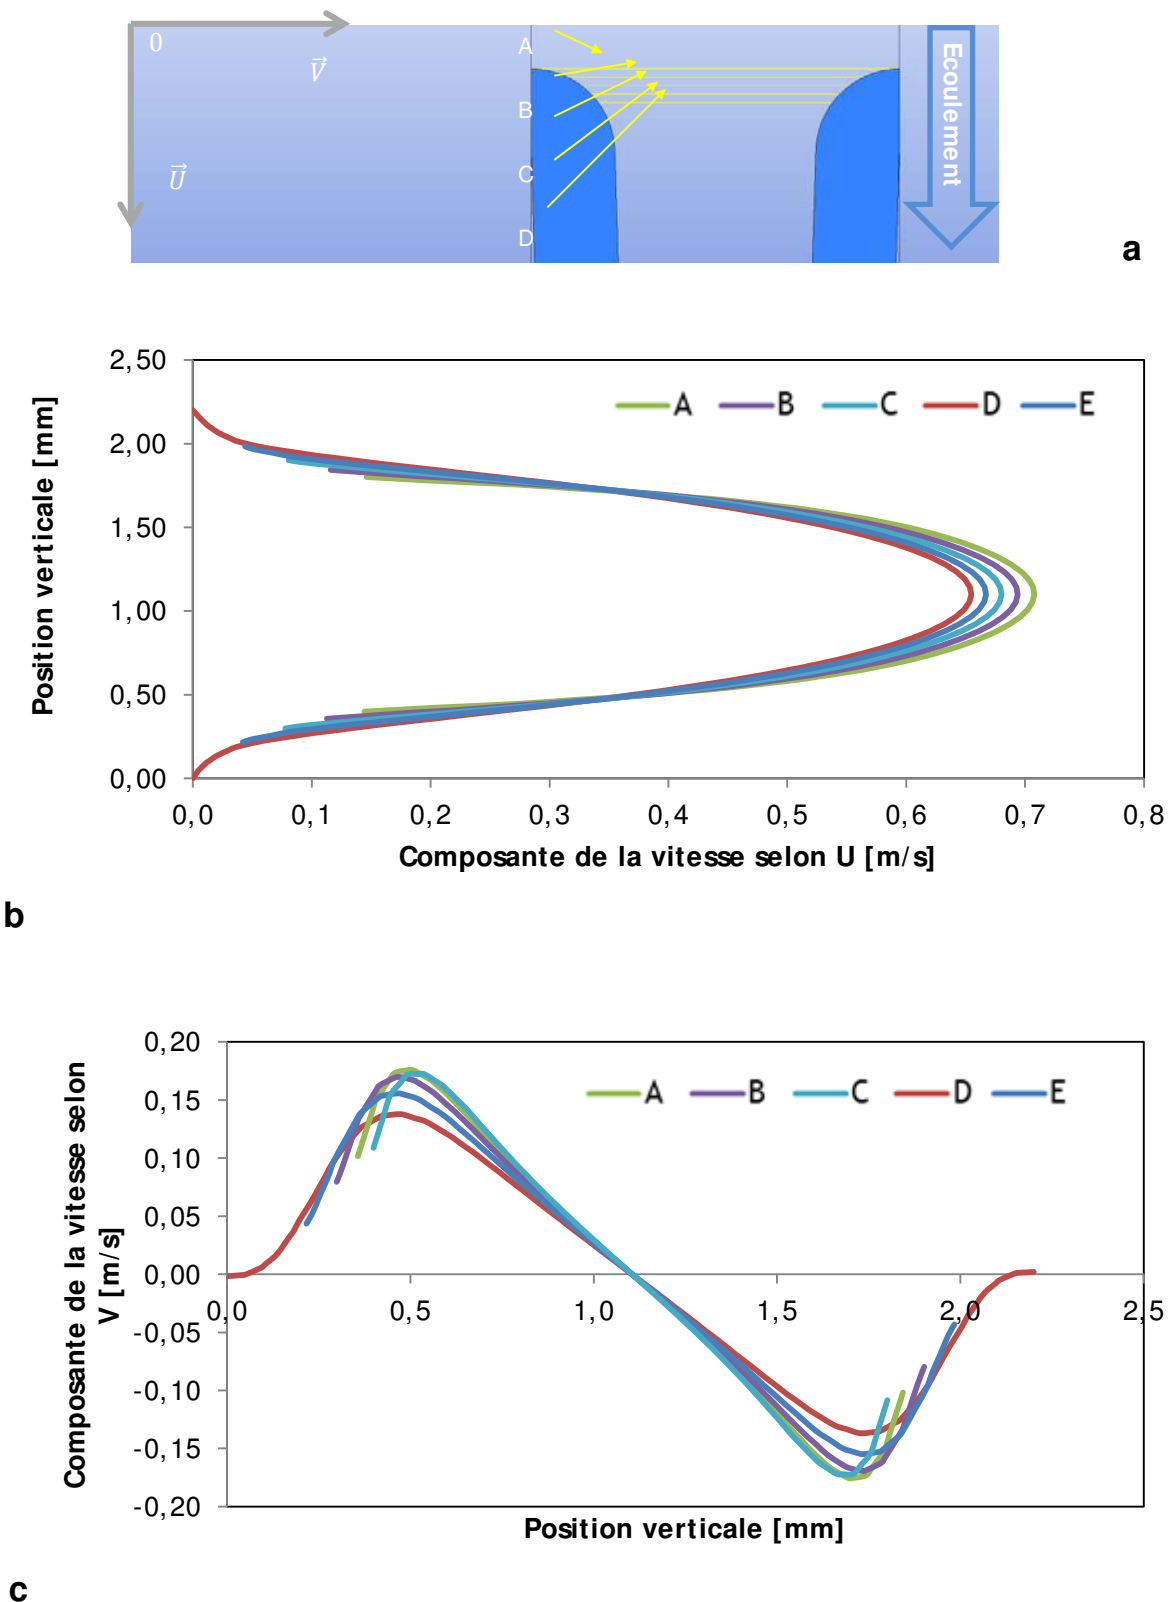 0
V
U
A
B
C
D
Ecoulement
a
2,50
2,00
1,50
1,00
0,50
0,00
Position verticale [mm]
A B C D E
0,0 0,1 0,2 0,3 0,4 0,5 0,6 0,7 0,8
Composante de la vitesse selon U [m/s]
b
0,20
0,15
0,10
0,05
0,00
-0,05
-0,10
-0,15
-0,20
Composante de la vitesse selon
V [m/s]
A B C D E
0,0 0,5 1,0 1,5 2,0 2,5
Position verticale [mm]
c